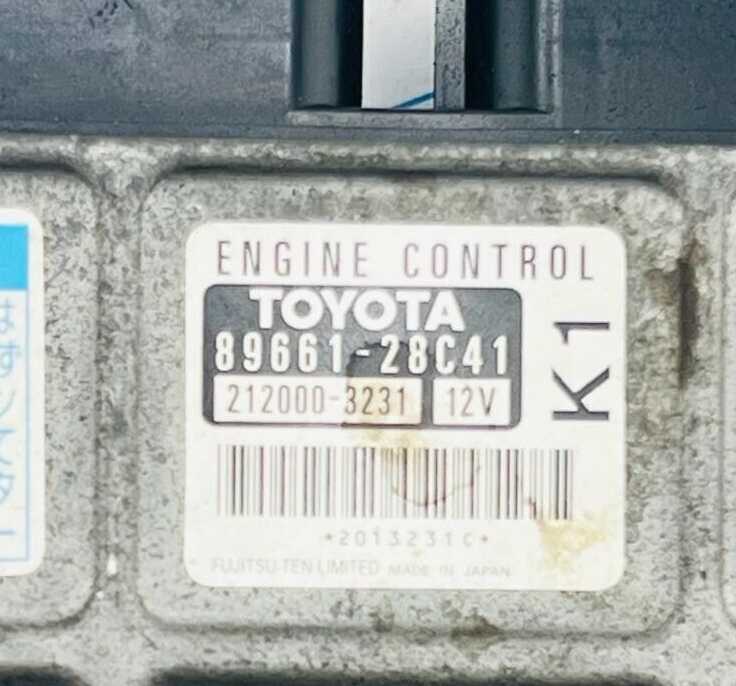 ENGINE CONTROL
TOYOTA
89661-28C41
212000-3231 12V
K1
*2013231C*
FUJITSU TEN LIMITED MADE IN JAPAN